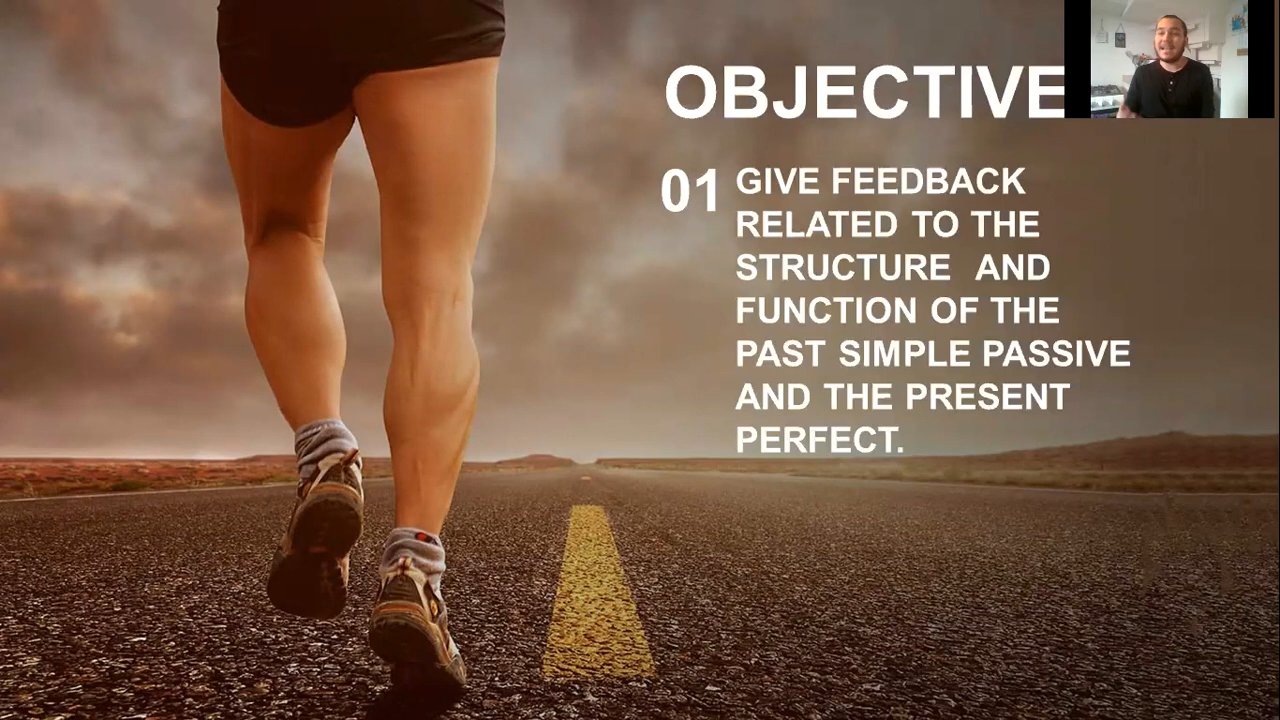 OBJECTIVE
01
GIVE FEEDBACK
RELATED TO THE
STRUCTURE AND
FUNCTION OF THE
PAST SIMPLE PASSIVE
AND THE PRESENT
PERFECT.